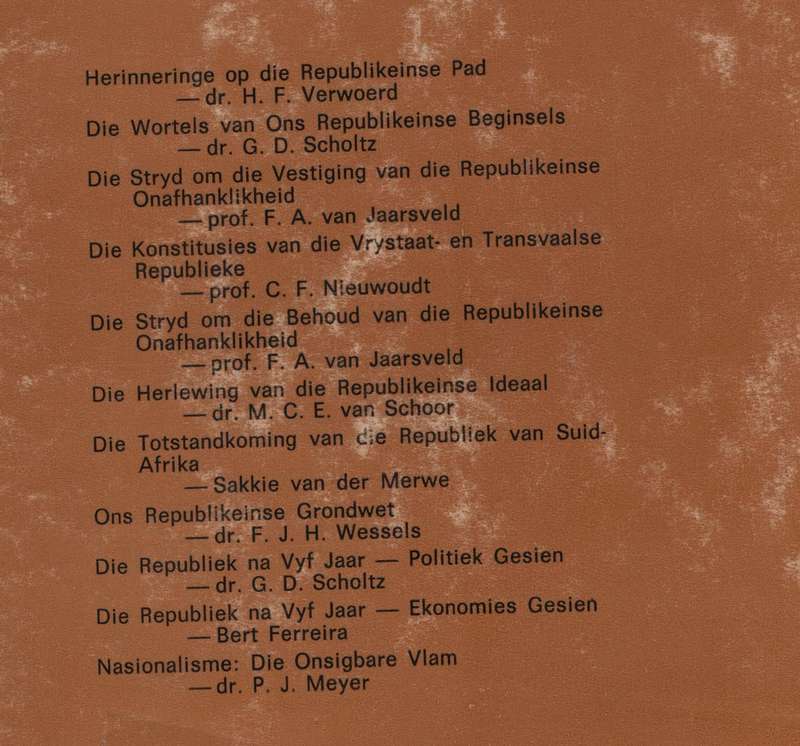 Herinneringe op die Republikeinse Pad
—dr. H. F. Verwoerd
Die Wortels van Ons Republikeinse Beginsels
—dr. G. D. Scholtz
Die Stryd om die Vestiging van die Republikeinse
Onafhanklikheid
—prof. F. A. van Jaarsveld
Die Konstitusies van die Vrystaat- en Transvaalse
Republieke
—prof. C. F. Nieuwoudt
Die Stryd om die Behoud van die Republikeinse
Onafhanklikheid
—prof. F. A. van Jaarsveld
Die Herlewing van die Republikeinse Ideaal
—dr. M. C. E. van Schoor
Die Totstandkoming van die Republiek van Suid-
Afrika
—Sakkie van der Merwe
Ons Republikeinse Grondwet
—dr. F. J. H. Wessels
Die Republiek na Vyf Jaar — Politiek Gesien
—dr. G. D. Scholtz
Die Republiek na Vyf Jaar — Ekonomies Gesien
—Bert Ferreira
Nasionalisme: Die Onsigbare Vlam
—dr. P. J. Meyer